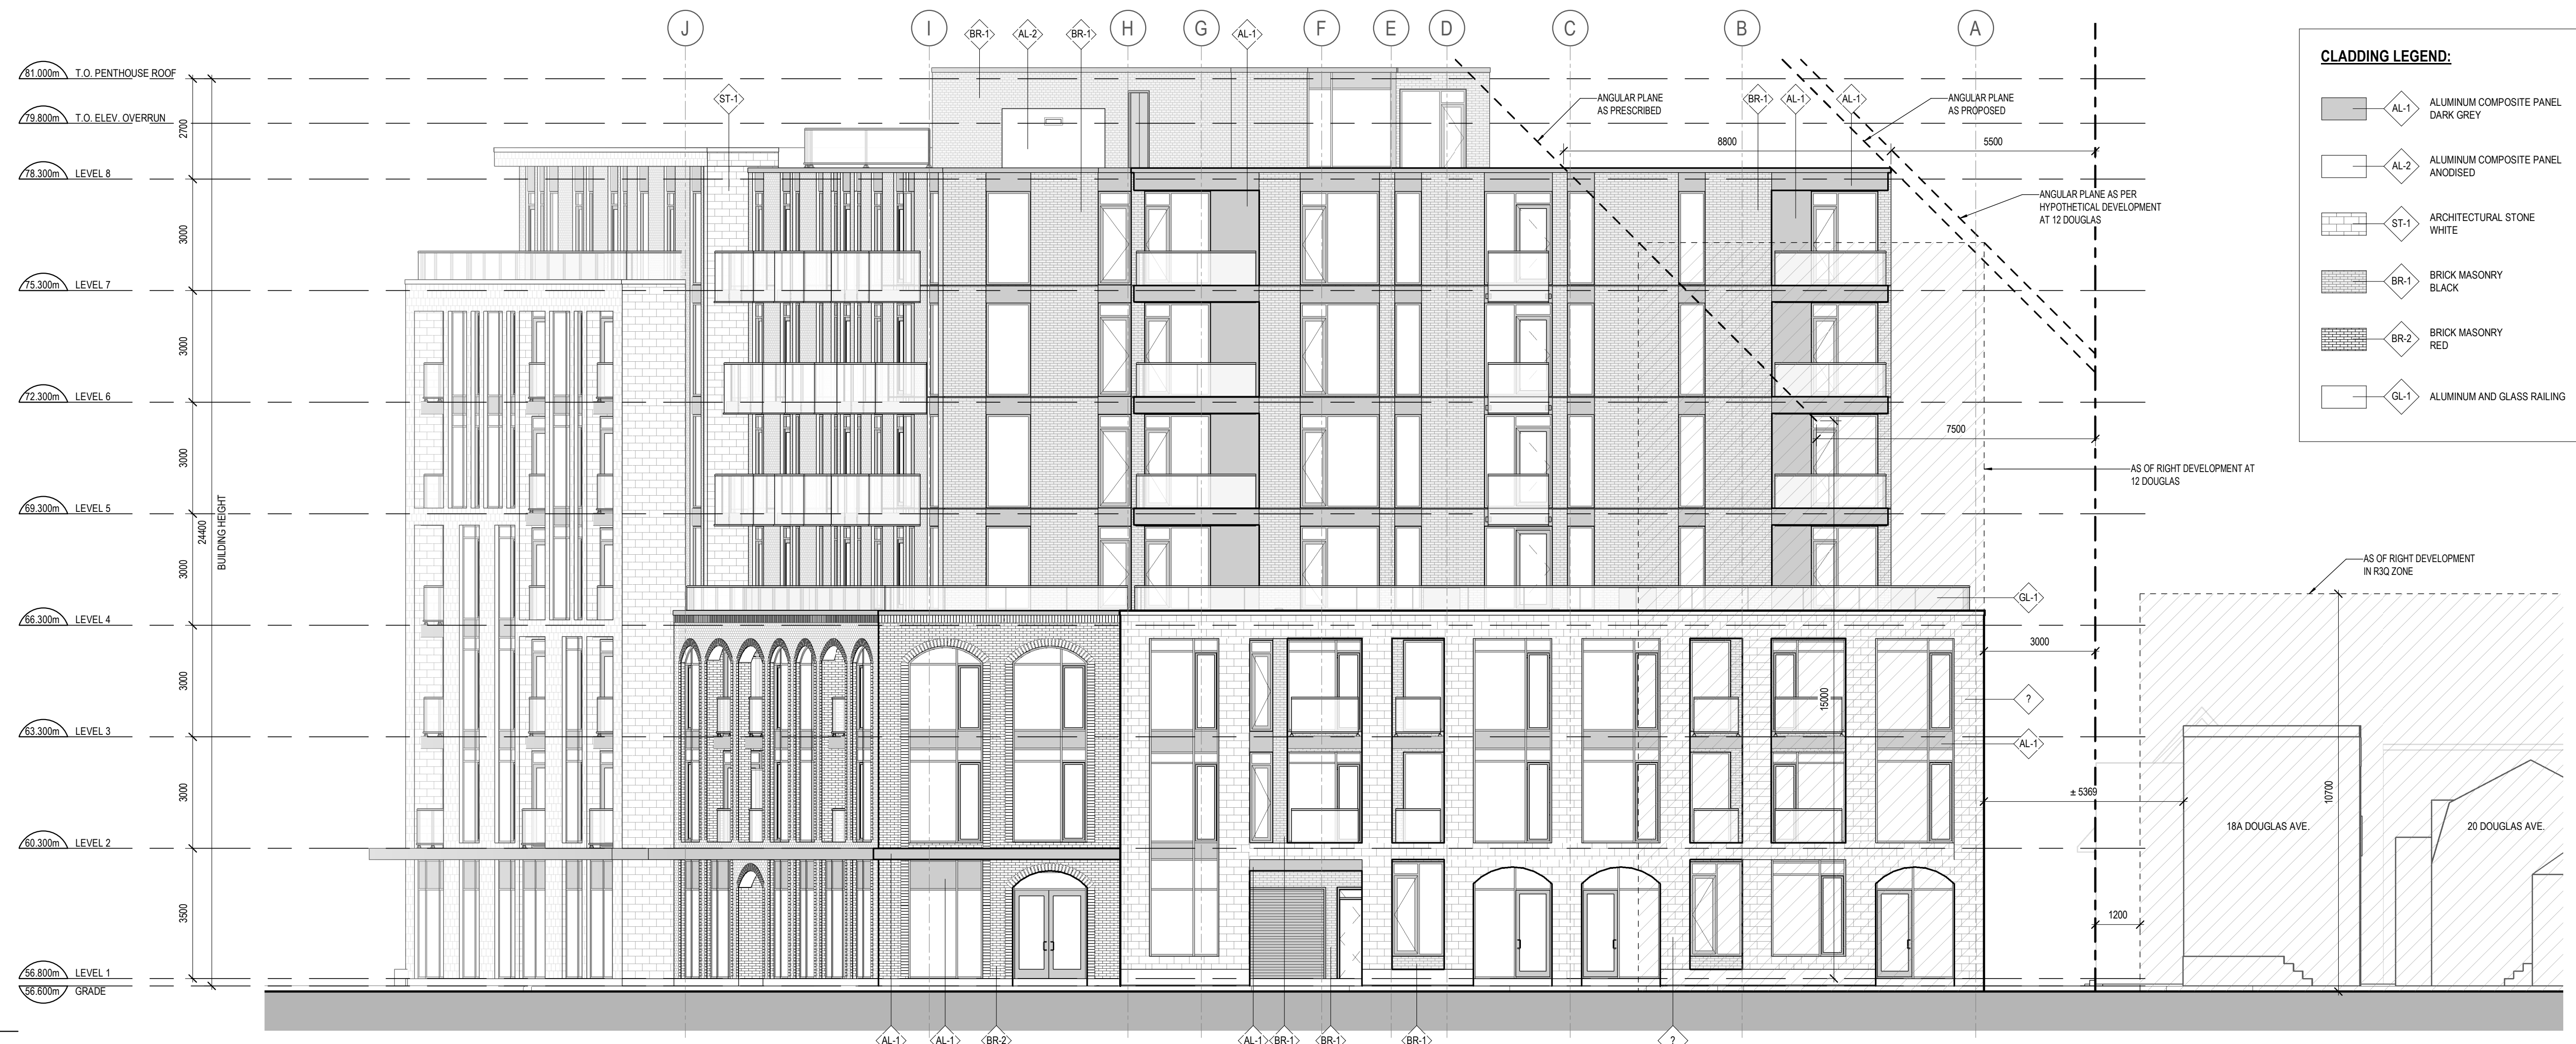 J
I
H
G
F
E
D
C
B
A
BR-1
AL-2
BR-1
AL-1
ST-1
BR-1
AL-1
AL-1
81.000m T.O. PENTHOUSE ROOF
79.800m T.O. ELEV. OVERRUN
78.300m LEVEL 8
75.300m LEVEL 7
72.300m LEVEL 6
69.300m LEVEL 5
66.300m LEVEL 4
63.300m LEVEL 3
60.300m LEVEL 2
56.800m LEVEL 1
56.600m GRADE
2700
3000
3000
3000
3000
3000
3000
3500
24400
BUILDING HEIGHT
ANGULAR PLANE
AS PRESCRIBED
ANGULAR PLANE
AS PROPOSED
8800
5500
ANGULAR PLANE AS PER
HYPOTHETICAL DEVELOPMENT
AT 12 DOUGLAS
7500
AS OF RIGHT DEVELOPMENT AT
12 DOUGLAS
AS OF RIGHT DEVELOPMENT
IN R3Q ZONE
GL-1
3000
?
AL-1
15000
± 5369
10700
18A DOUGLAS AVE.
20 DOUGLAS AVE.
1200
AL-1
AL-1
BR-2
AL-1
BR-1
BR-1
BR-1
?
CLADDING LEGEND:
AL-1
ALUMINUM COMPOSITE PANEL
DARK GREY
AL-2
ALUMINUM COMPOSITE PANEL
ANODISED
ST-1
ARCHITECTURAL STONE
WHITE
BR-1
BRICK MASONRY
BLACK
BR-2
BRICK MASONRY
RED
GL-1
ALUMINUM AND GLASS RAILING